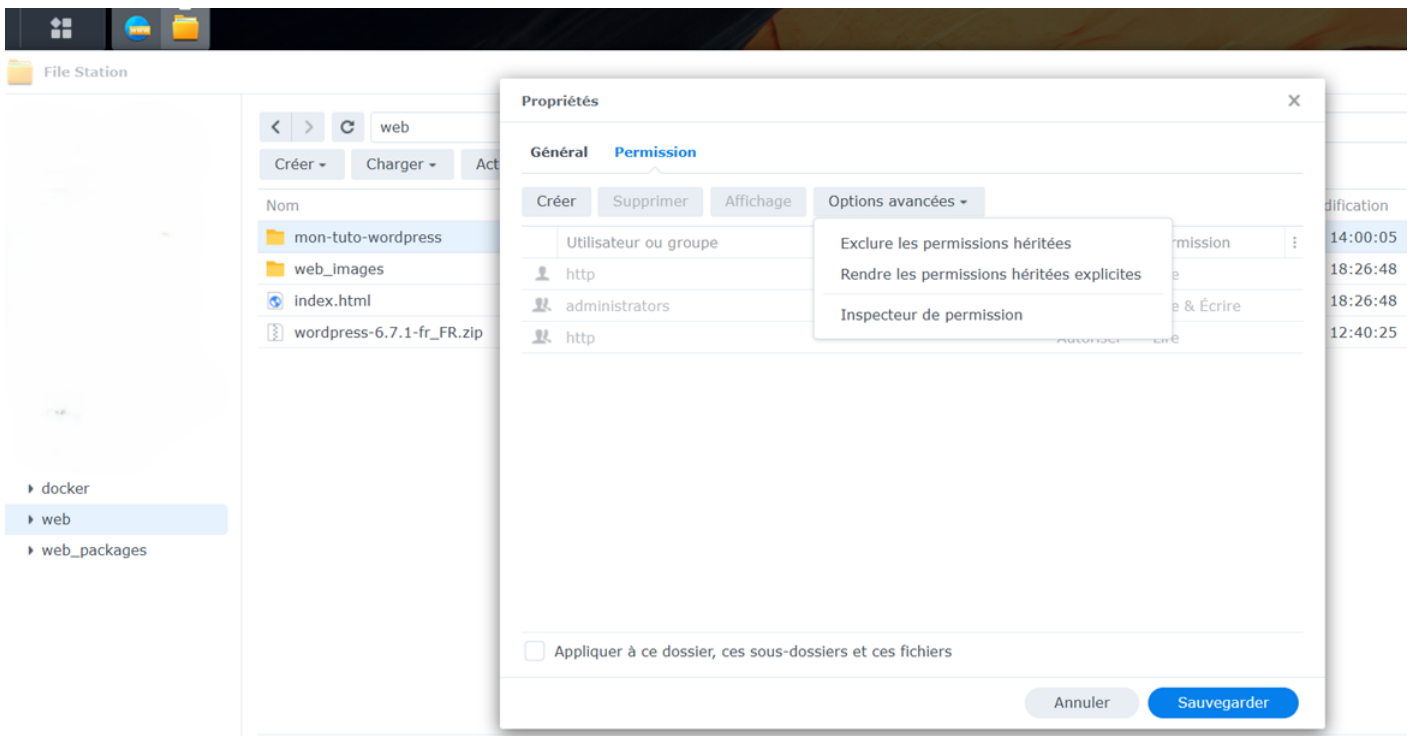 File Station
Propriétés
web
Général Permission
Créer Charger Act
Créer Supprimer Affichage Options avancées
Nom
dification
Utilisateur ou groupe
rmission
Exclure les permissions héritées
Rendre les permissions héritées explicites
Inspecteur de permission
mon-tuto-wordpress
14:00:05
web_images
http
18:26:48
index.html
administrators
e & Écrire
18:26:48
wordpress-6.7.1-fr_FR.zip
http
12:40:25
docker
web
web_packages
Appliquer à ce dossier, ces sous-dossiers et ces fichiers
Annuler Sauvegarder